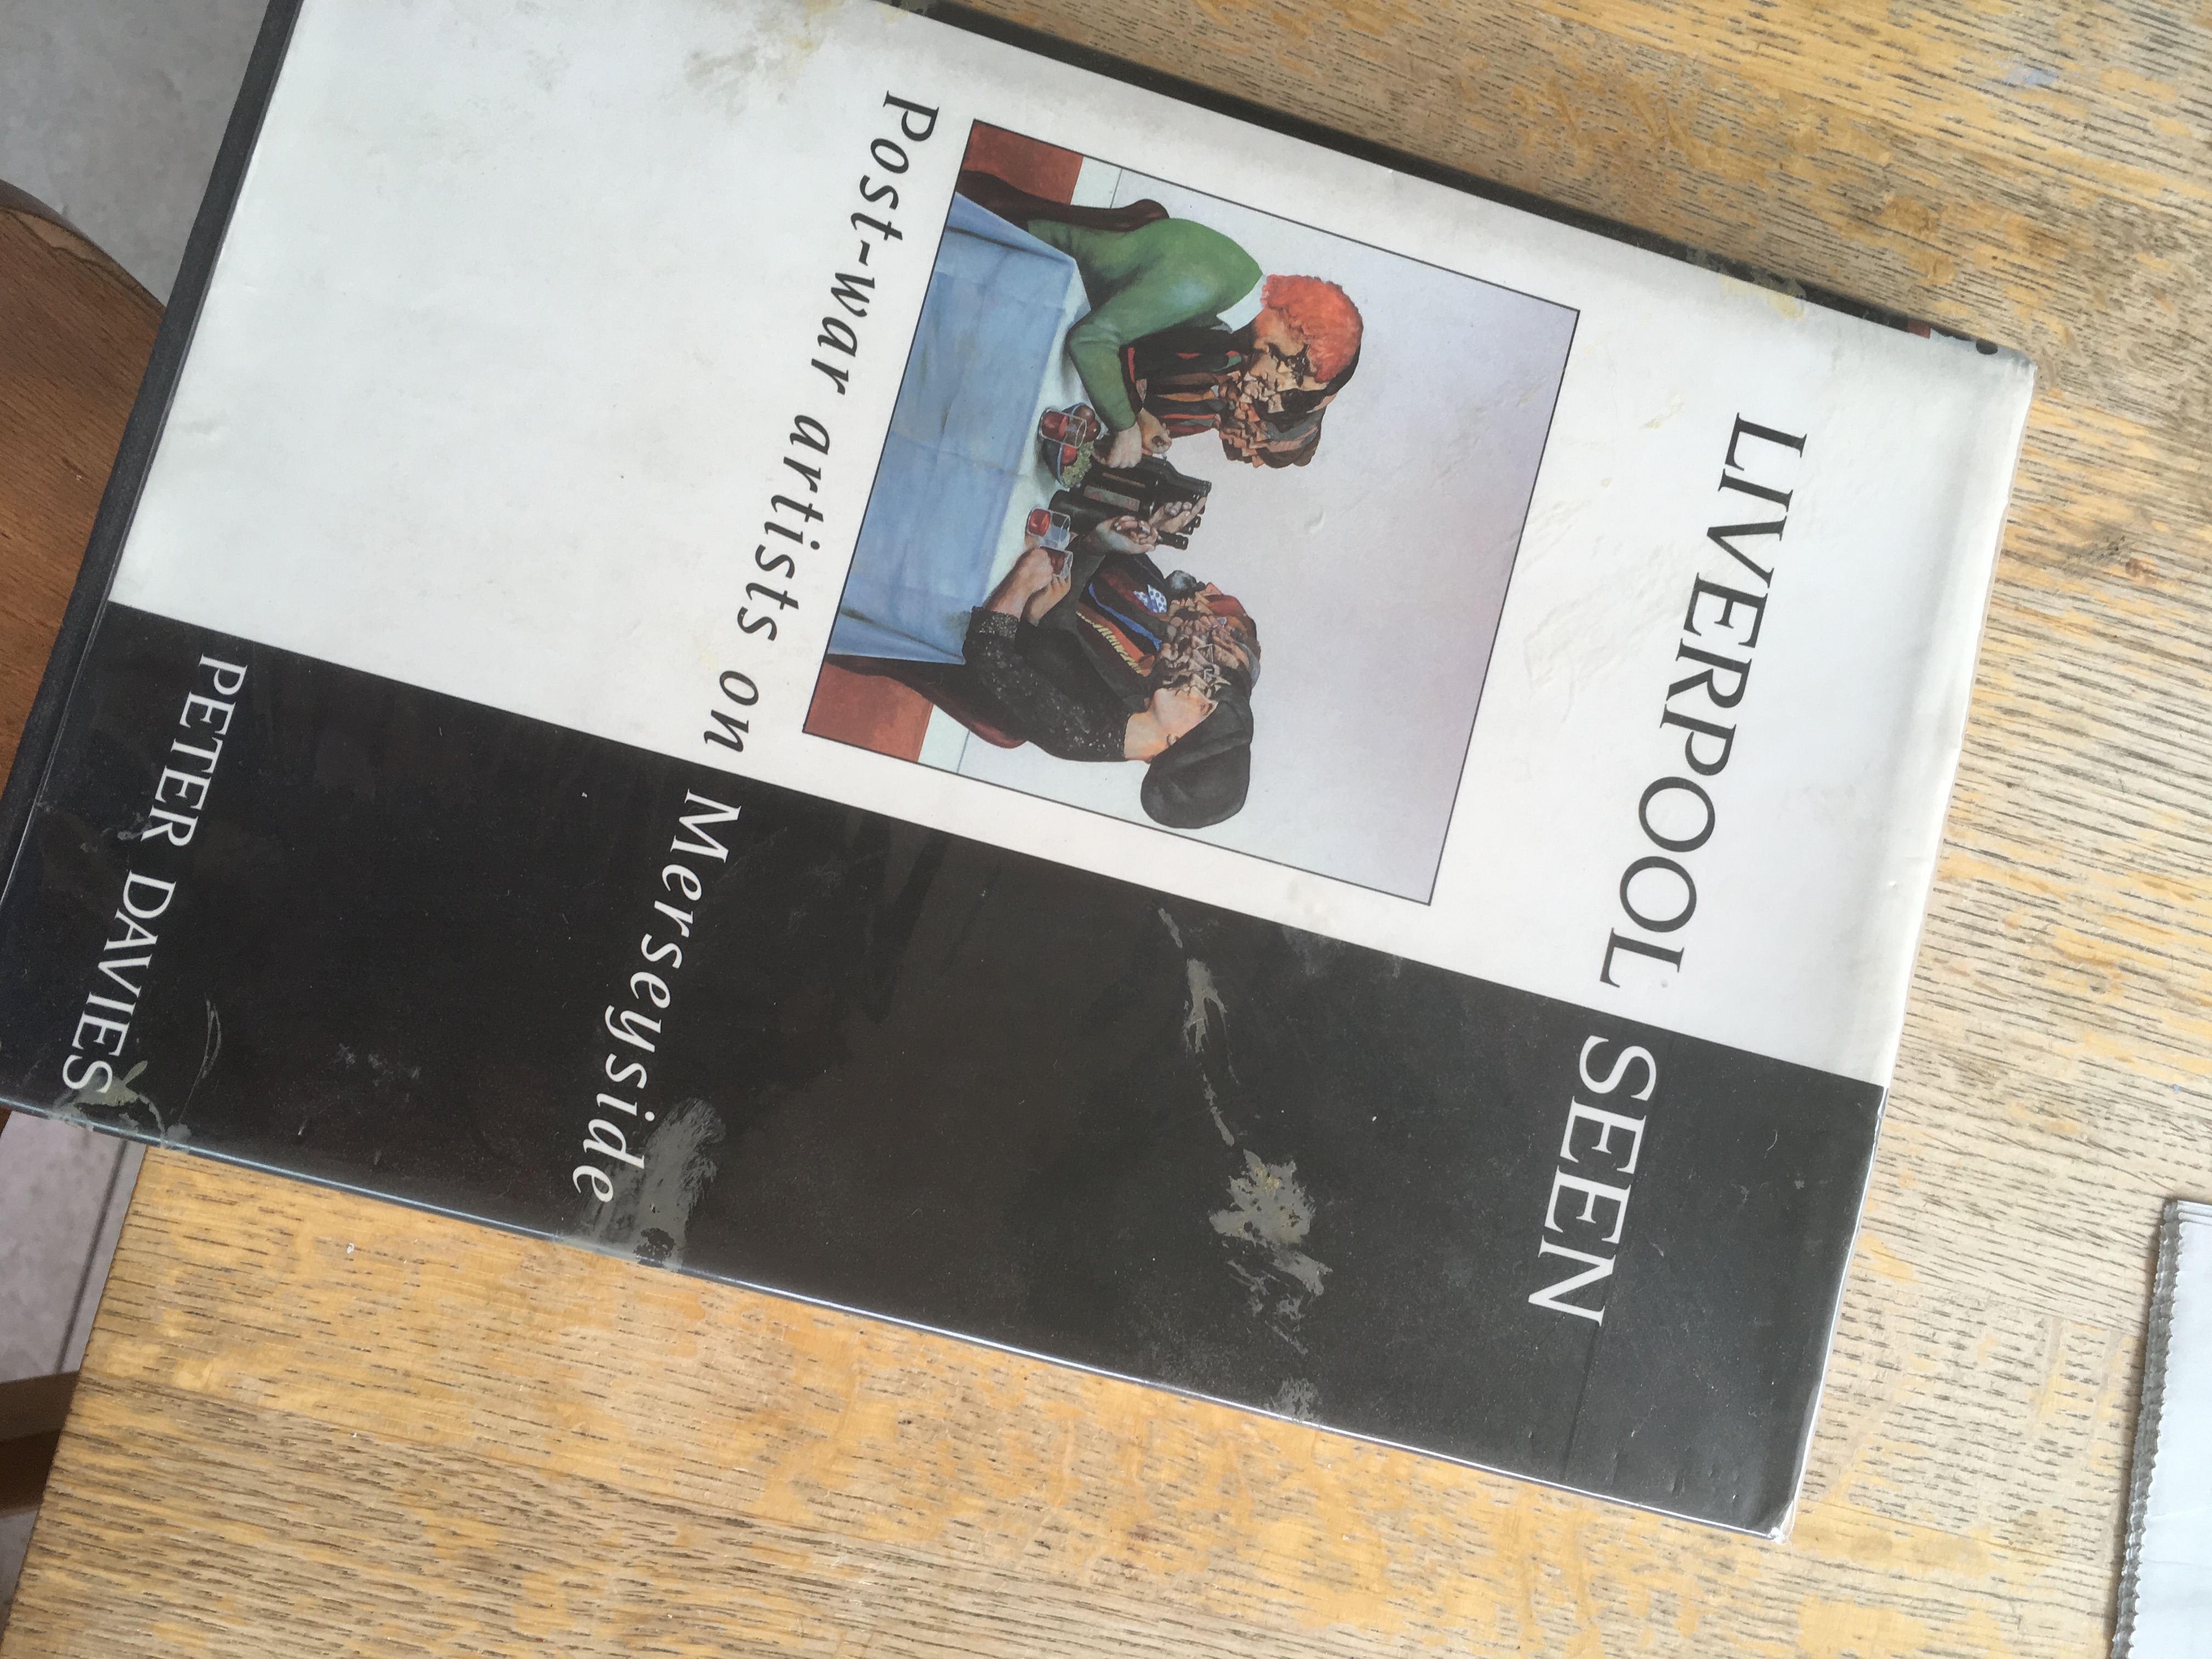 LIVERPOOL SEEN
Post-war artists on Merseyside
PETER DAVIES